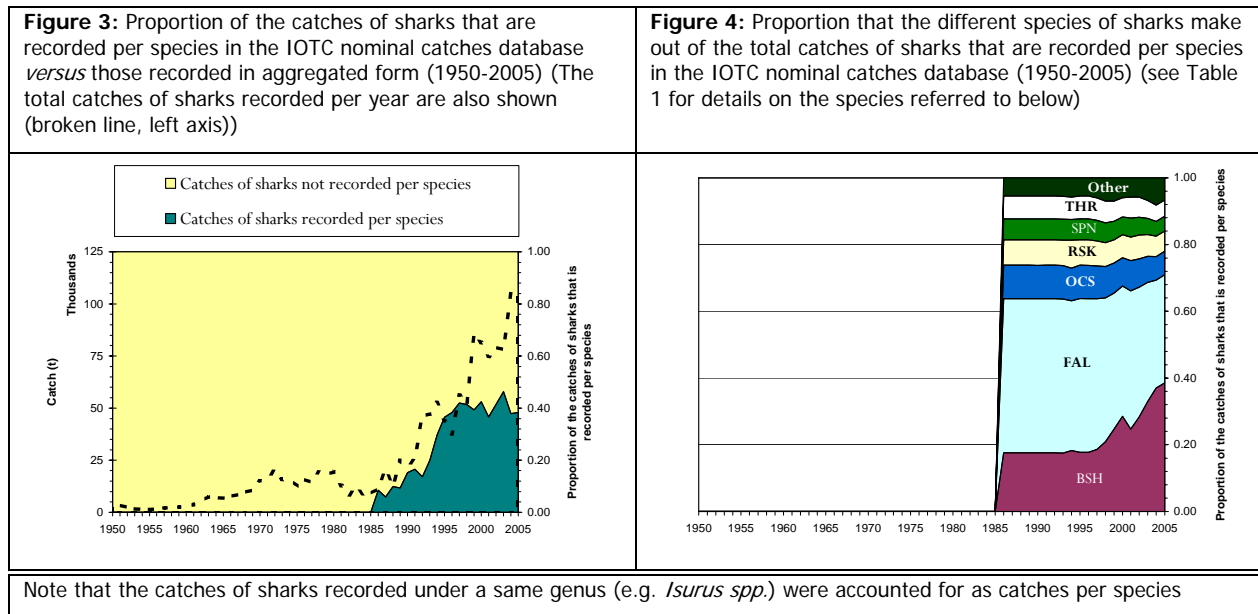 Figure 3: Proportion of the catches of sharks that are
recorded per species in the IOTC nominal catches database
versus those recorded in aggregated form (1950-2005) (The
total catches of sharks recorded per year are also shown
(broken line, left axis))
Figure 4: Proportion that the different species of sharks make
out of the total catches of sharks that are recorded per species
in the IOTC nominal catches database (1950-2005) (see Table
1 for details on the species referred to below)
Catches of sharks not recorded per species
Catches of sharks recorded per species
125
100
75
50
25
0
Thousands
Catch (t)
1.00
0.80
0.60
0.40
0.20
0.00
Proportion of the catches of sharks that is
recorded per species
1950 1955 1960 1965 1970 1975 1980 1985 1990 1995 2000 2005
Other
THR
SPN
RSK
OCS
FAL
BSH
1.00
0.80
0.60
0.40
0.20
0.00
Proportion of the catches of sharks that is recorded per species
1950 1955 1960 1965 1970 1975 1980 1985 1990 1995 2000 2005
Note that the catches of sharks recorded under a same genus (e.g. Isurus spp.) were accounted for as catches per species